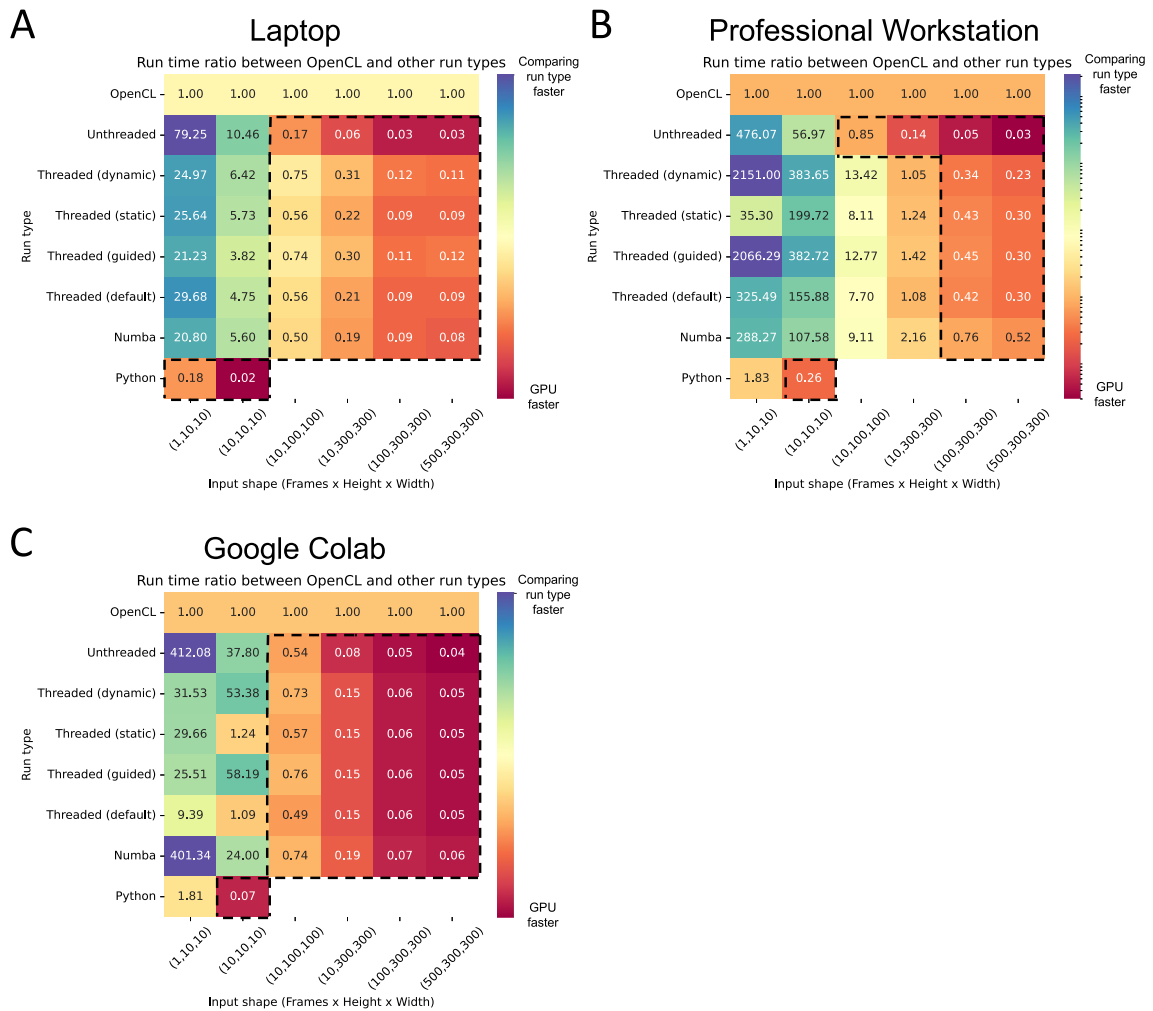 A
Laptop
Run time ratio between OpenCL and other run types
Comparing
run type
faster
OpenCL 1.00 1.00 1.00 1.00 1.00 1.00
Unthreaded 79.25 10.46 0.17 0.06 0.03 0.03
Threaded (dynamic) 24.97 6.42 0.75 0.31 0.12 0.11
Threaded (static) 25.64 5.73 0.56 0.22 0.09 0.09
Threaded (guided) 21.23 3.82 0.74 0.30 0.11 0.12
Threaded (default) 29.68 4.75 0.56 0.21 0.09 0.09
Numba 20.80 5.60 0.50 0.19 0.09 0.08
Python 0.18 0.02
Run type
GPU
faster
(1,10,10) (10,10,10) (10,100,100) (10,300,300) (100,300,300) (500,300,300)
Input shape (Frames x Height x Width)
B
Professional Workstation
Run time ratio between OpenCL and other run types
Comparing
run type
faster
OpenCL 1.00 1.00 1.00 1.00 1.00 1.00
Unthreaded 476.07 56.97 0.85 0.14 0.05 0.03
Threaded (dynamic) 2151.00 383.65 13.42 1.05 0.34 0.23
Threaded (static) 35.30 199.72 8.11 1.24 0.43 0.30
Threaded (guided) 2066.29 382.72 12.77 1.42 0.45 0.30
Threaded (default) 325.49 155.88 7.70 1.08 0.42 0.30
Numba 288.27 107.58 9.11 2.16 0.76 0.52
Python 1.83 0.26
Run type
GPU
faster
(1,10,10) (10,10,10) (10,100,100) (10,300,300) (100,300,300) (500,300,300)
Input shape (Frames x Height x Width)
C
Google Colab
Run time ratio between OpenCL and other run types
Comparing
run type
faster
OpenCL 1.00 1.00 1.00 1.00 1.00 1.00
Unthreaded 412.08 37.80 0.54 0.08 0.05 0.04
Threaded (dynamic) 31.53 53.38 0.73 0.15 0.06 0.05
Threaded (static) 29.66 1.24 0.57 0.15 0.06 0.05
Threaded (guided) 25.51 58.19 0.76 0.15 0.06 0.05
Threaded (default) 9.39 1.09 0.49 0.15 0.06 0.05
Numba 401.34 24.00 0.74 0.19 0.07 0.06
Python 1.81 0.07
Run type
GPU
faster
(1,10,10) (10,10,10) (10,100,100) (10,300,300) (100,300,300) (500,300,300)
Input shape (Frames x Height x Width)